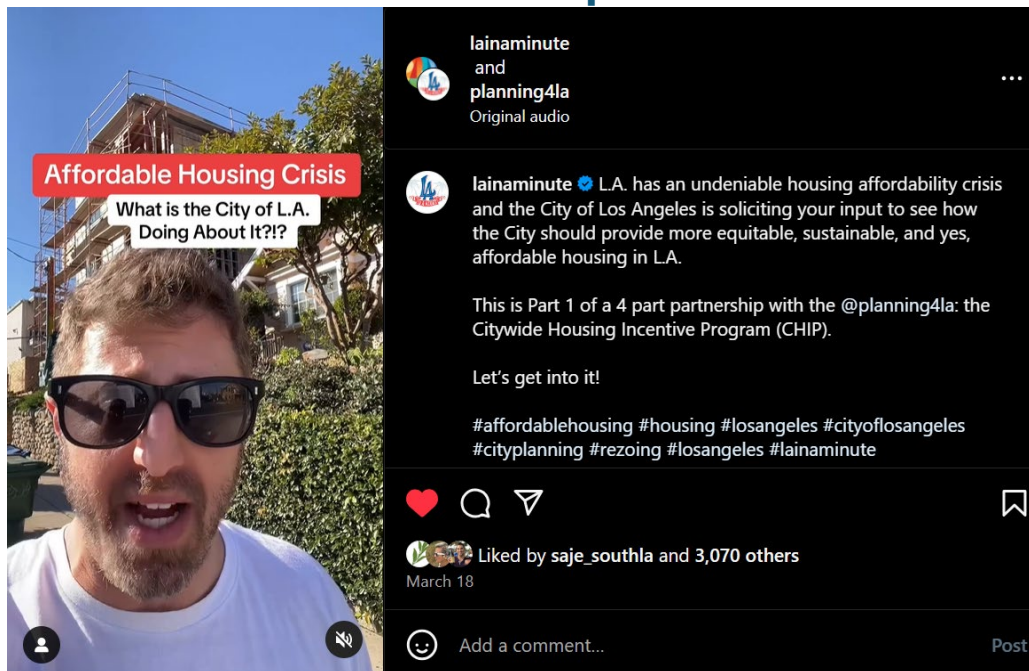 Affordable Housing Crisis
What is the City of L.A.
Doing About It?!?
lainaminute
and
planning4la
Original audio
lainaminute L.A. has an undeniable housing affordability crisis
and the City of Los Angeles is soliciting your input to see how
the City should provide more equitable, sustainable, and yes,
affordable housing in L.A.
This is Part 1 of a 4 part partnership with the @planning4la: the
Citywide Housing Incentive Program (CHIP).
Let's get into it!
#affordablehousing #housing #losangeles #cityoflosangeles
#cityplanning #rezoing #losangeles #lainaminute
Liked by saje_southla and 3,070 others
March 18
Add a comment...
Post